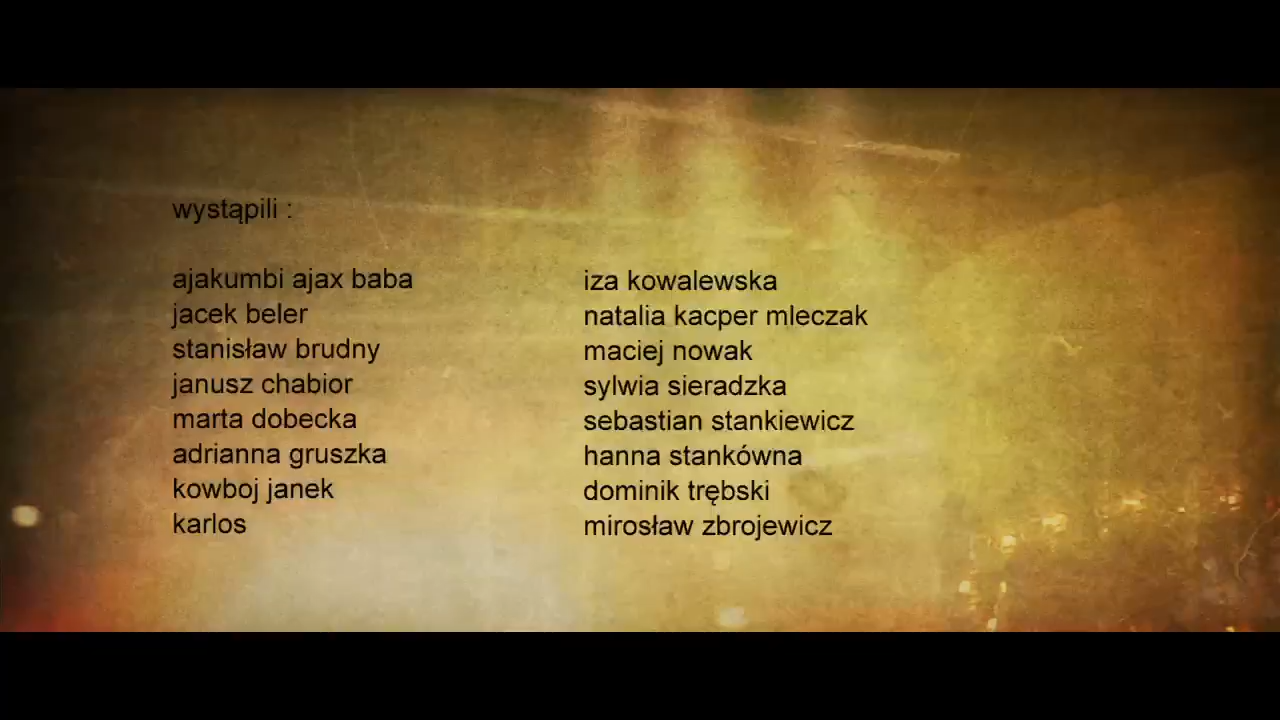 wystąpili :
ajakumbi ajax baba
jacek beler
stanisław brudny
janusz chabior
marta dobecka
adrianna gruszka
kowboj janek
karlos
iza kowalewska
natalia kacper mleczak
maciej nowak
sylwia sieradzka
sebastian stankiewicz
hanna stankówna
dominik trębski
mirosław zbrojewicz